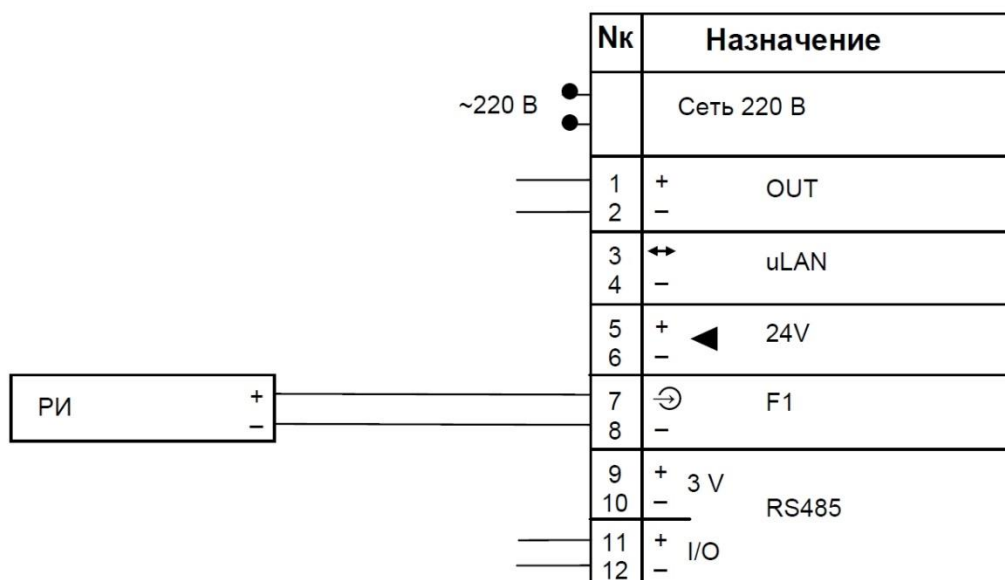 Nк Назначение
~220 В Сеть 220 В
1 + OUT
2 –
3 ↔ uLAN
4 –
5 + 24V
6 –
РИ + 7 F1
– 8 –
9 + 3 V
10 – RS485
11 + I/O
12 –